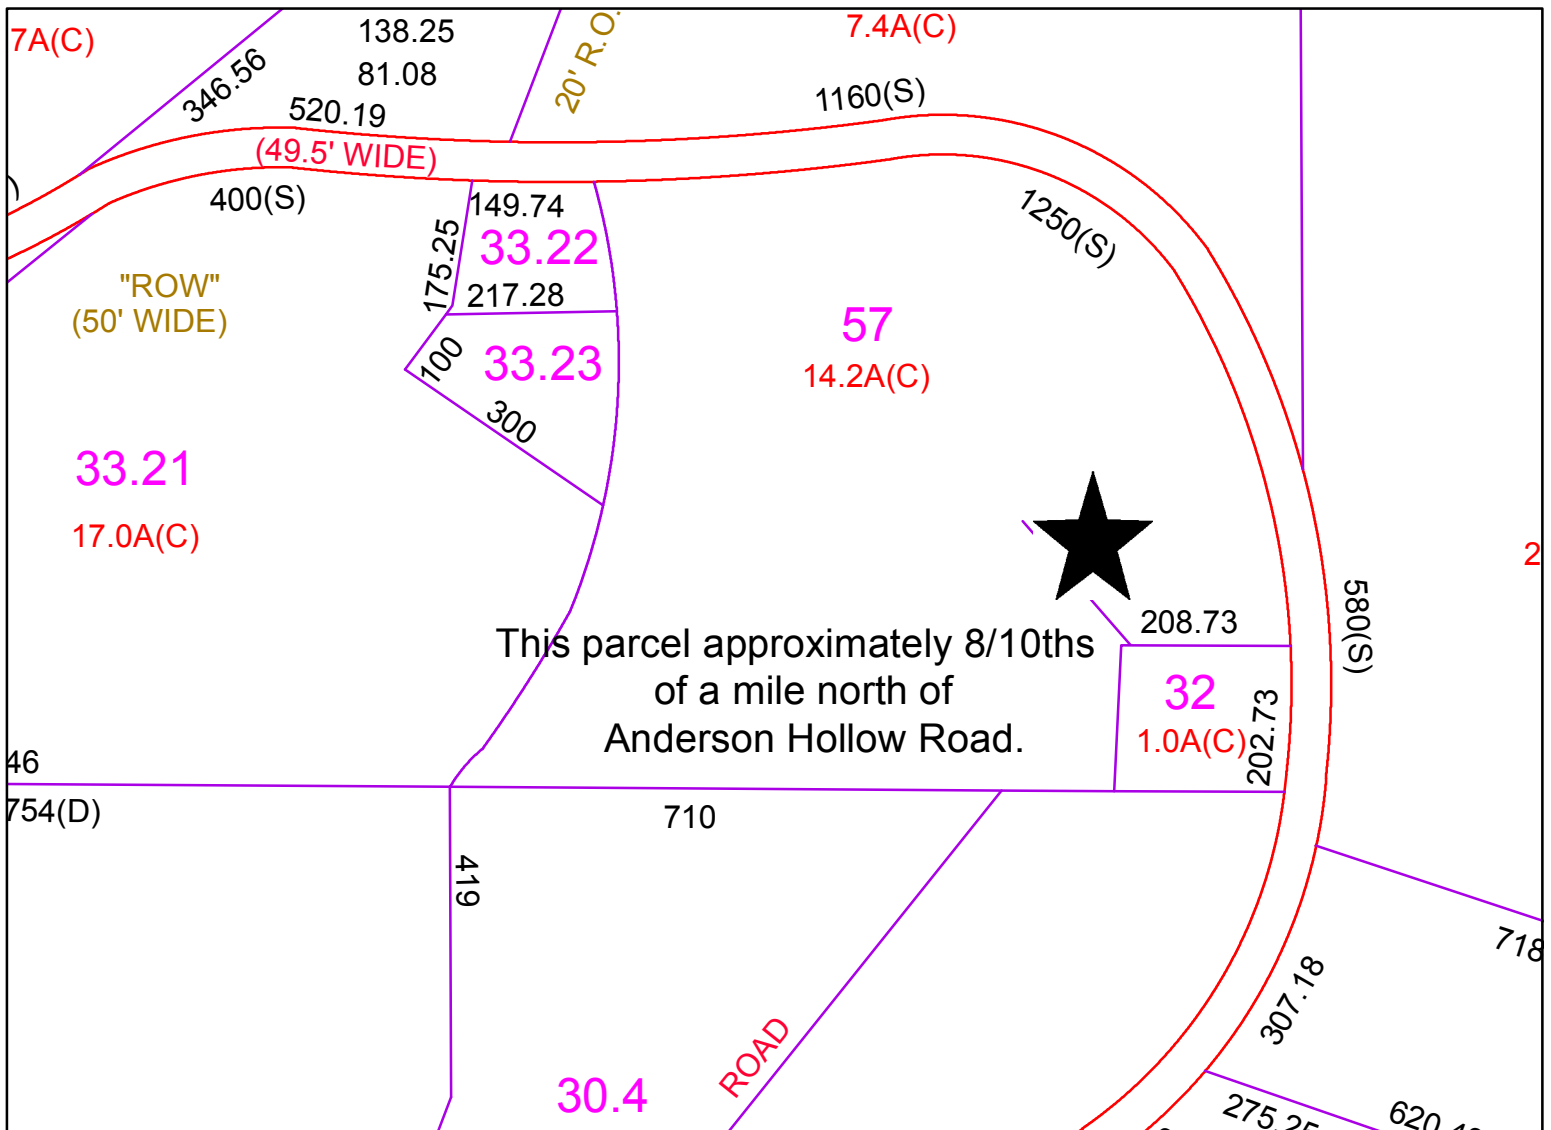 7A(C)
346.56
138.25
81.08
520.19
20' R.O.
7.4A(C)
1160(S)
(49.5' WIDE)
)
400(S)
149.74
175.25
33.22
217.28
1250(S)
"ROW"
(50' WIDE)
57
14.2A(C)
100
33.23
300
33.21
17.0A(C)
2
580(S)
208.73
This parcel approximately 8/10ths
of a mile north of
Anderson Hollow Road.
32
1.0A(C)
202.73
46
754(D)
710
419
718
307.18
ROAD
30.4
275.25